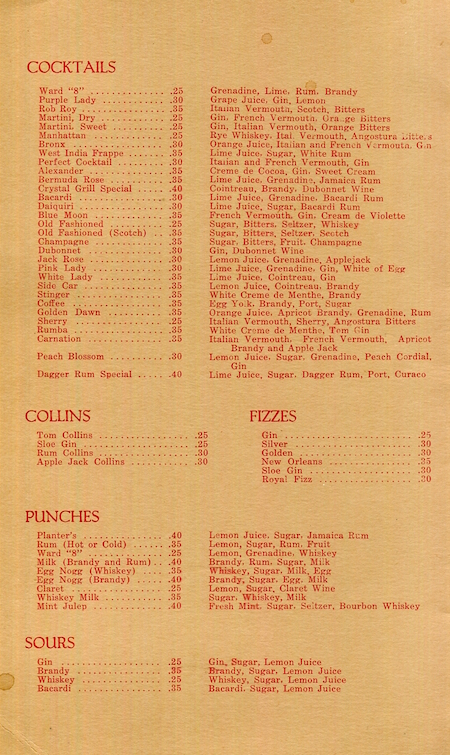 COCKTAILS
Ward "8" ............... .25 Grenadine, Lime, Rum, Brandy
Purple Lady ............ .30 Grape Juice, Gin, Lemon
Rob Roy ................ .35 Italian Vermouth, Scotch, Bitters
Martini, Dry ........... .25 Gin, French Vermouth, Orange Bitters
Martini, Sweet ......... .25 Gin, Italian Vermouth, Orange Bitters
Manhattan .............. .25 Rye Whiskey, Ital Vermouth, Angostura Bitters
Bronx .................. .30 Orange Juice, Italian and French Vermouth, Gin
West India Frappe ...... .35 Lime Juice, Sugar, White Rum
Perfect Cocktail ....... .30 Italian and French Vermouth, Gin
Alexander .............. .35 Creme de Cocoa, Gin, Sweet Cream
Bermuda Rose ........... .35 Lime Juice, Grenadine, Jamaica Rum
Crystal Grill Special ..... .40 Cointreau, Brandy, Dubonnet Wine
Bacardi ................ .30 Lime Juice, Grenadine, Bacardi Rum
Daiquiri ............... .30 Lime Juice, Sugar, Bacardi Rum
Blue Moon .............. .35 French Vermouth, Gin, Cream de Violette
Old Fashioned .......... .25 Sugar, Bitters, Seltzer, Whiskey
Old Fashioned (Scotch) .. .35 Sugar, Bitters, Seltzer, Scotch
Champagne .............. .35 Sugar, Bitters, Fruit, Champagne
Dubonnet ............... .25 Gin, Dubonnet Wine
Jack Rose .............. .30 Lemon Juice, Grenadine, Applejack
Pink Lady .............. .30 Lime Juice, Grenadine, Gin, White of Egg
White Lady ............. .35 Lime Juice, Cointreau, Gin
Side Car ............... .35 Lemon Juice, Cointreau, Brandy
Stinger ................ .35 White Creme de Menthe, Brandy
Coffee ................. .35 Egg Yolk, Brandy, Port, Sugar
Golden Dawn ............ .35 Orange Juice, Apricot Brandy, Grenadine, Rum
Sherry ................. .25 Italian Vermouth, Sherry, Angostura Bitters
Rumba .................. .35 White Creme de Menthe, Tom Gin
Carnation .............. .35 Italian Vermouth, French Vermouth, Apricot
Brandy and Apple Jack
Peach Blossom .......... .30 Lemon Juice, Sugar, Grenadine, Peach Cordial,
Gin
Dagger Rum Special ..... .40 Lime Juice, Sugar, Dagger Rum, Port, Curaco
COLLINS
Tom Collins ................ .25
Sloe Gin ................... .25
Rum Collins ................ .30
Apple Jack Collins ......... .30
FIZZES
Gin ........................ .25
Silver ..................... .30
Golden ..................... .30
New Orleans ................ .35
Sloe Gin ................... .30
Royal Fizz ................. .30
PUNCHES
Planter's .............. .40 Lemon Juice, Sugar, Jamaica Rum
Rum (Hot or Cold) ...... .35 Lemon, Sugar, Rum, Fruit
Ward "8" ............... .25 Lemon, Grenadine, Whiskey
Milk (Brandy and Rum) .. .40 Brandy, Rum, Sugar, Milk
Egg Nogg (Whiskey) ..... .35 Whiskey, Sugar, Milk, Egg
Egg Nogg (Brandy) ...... .40 Brandy, Sugar, Egg, Milk
Claret ................. .25 Lemon, Sugar, Claret Wine
Whiskey Milk ........... .35 Sugar, Whiskey, Milk
Mint Julep ............. .40 Fresh Mint, Sugar, Seltzer, Bourbon Whiskey
SOURS
Gin .................... .25 Gin, Sugar, Lemon Juice
Brandy ................. .35 Brandy, Sugar, Lemon Juice
Whiskey ................ .25 Whiskey, Sugar, Lemon Juice
Bacardi ................ .35 Bacardi, Sugar, Lemon Juice